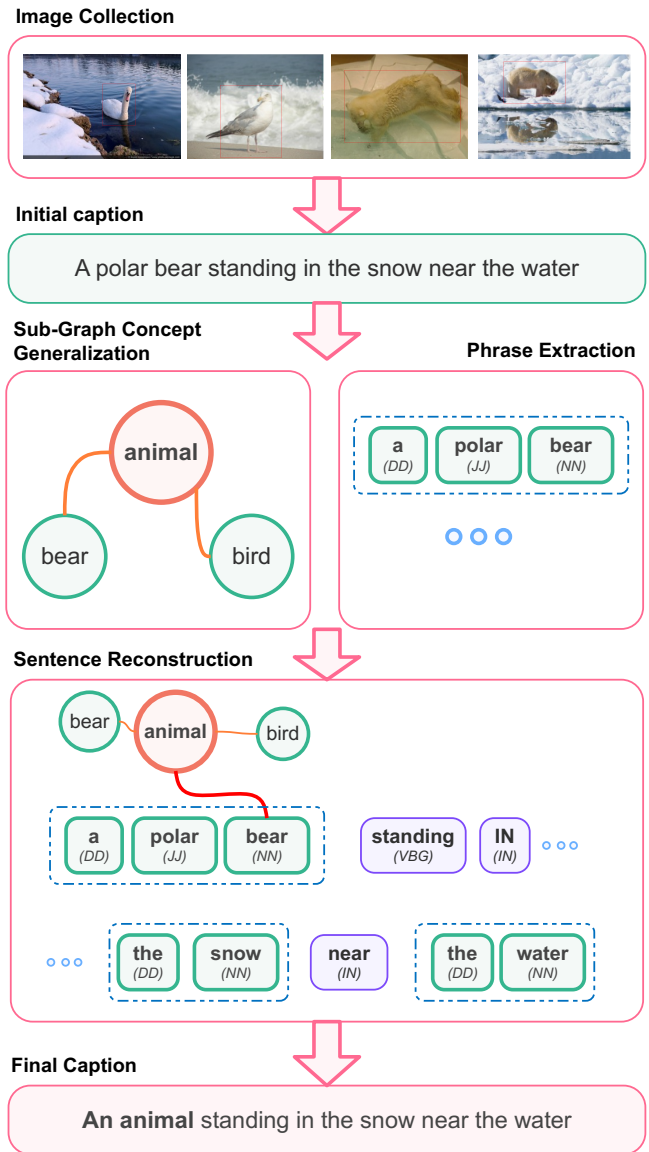 Image Collection
Initial caption
A polar bear standing in the snow near the water
Sub-Graph Concept
Generalization
Phrase Extraction
animal
bear
bird
a
(DD)
polar
(JJ)
bear
(NN)
Sentence Reconstruction
bear
animal
bird
a
(DD)
polar
(JJ)
bear
(NN)
standing
(VBG)
IN
(IN)
the
(DD)
snow
(NN)
near
(IN)
the
(DD)
water
(NN)
Final Caption
An animal standing in the snow near the water